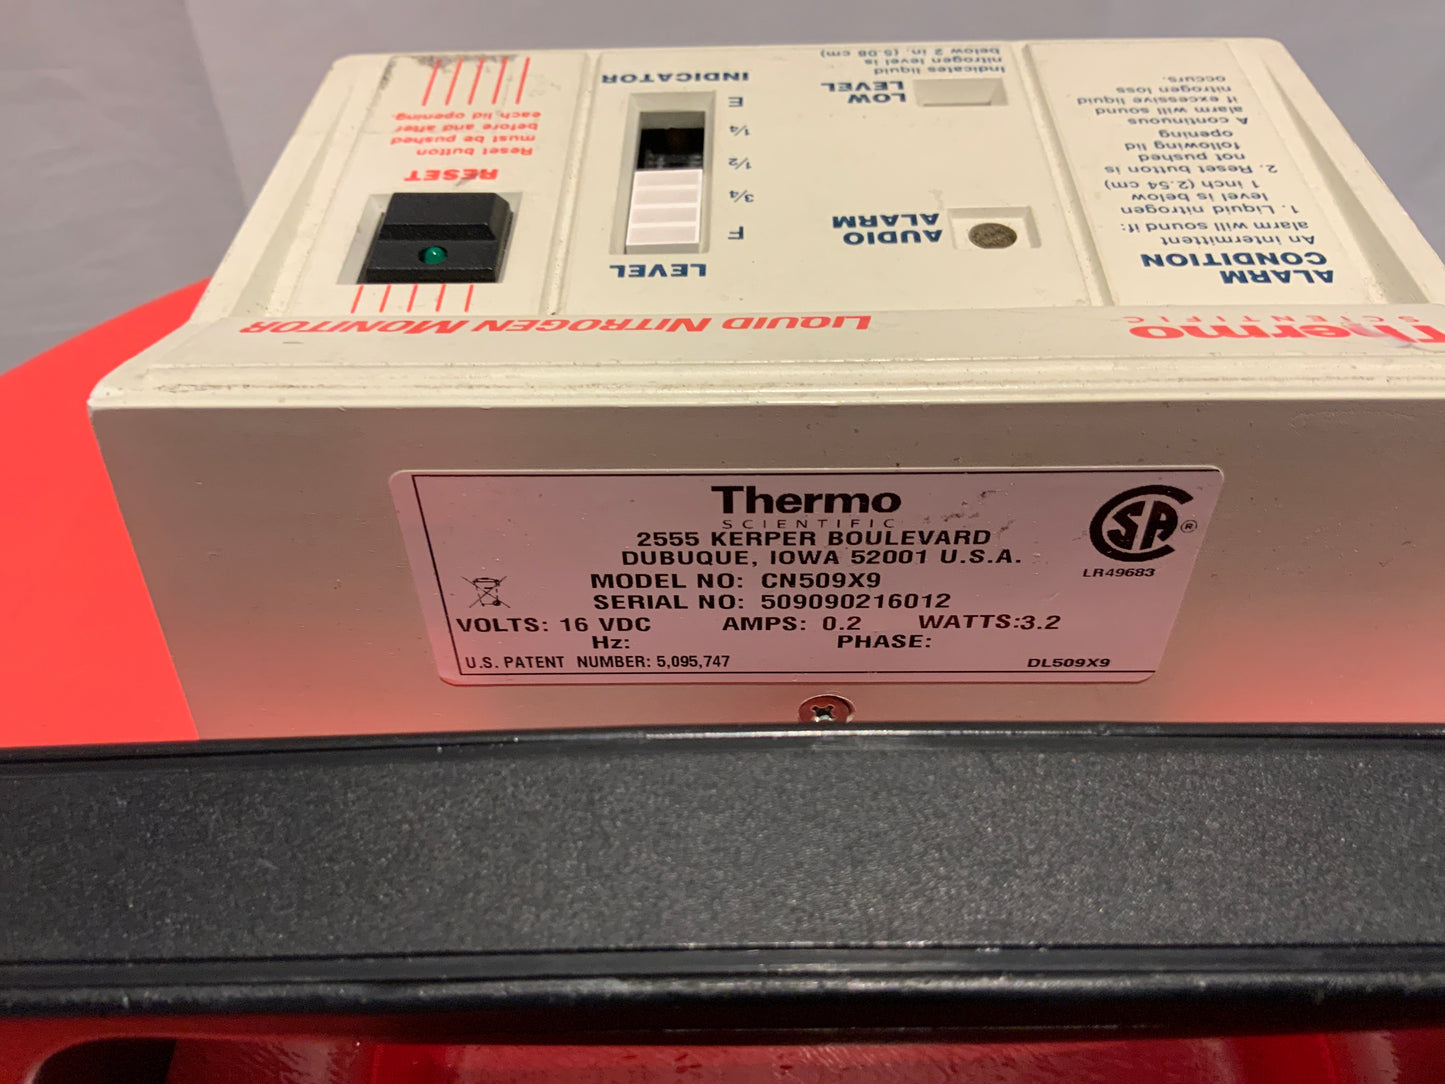 Thermo
SCIENTIFIC
2555 KERPER BOULEVARD
DUBUQUE, IOWA 52001 U.S.A.
MODEL NO: CN509X9
SERIAL NO: 509090216012
VOLTS: 16 VDC AMPS: 0.2 WATTS:3.2
Hz: PHASE:
U.S. PATENT NUMBER: 5,095,747 DL509X9
SA ®
LR49683
Thermo
SCIENTIFIC
LIQUID NITROGEN MONITOR
ALARM
CONDITION
An intermittent
alarm will sound if:
1. Liquid nitrogen
level is below
1 inch (2.54 cm)
2. Reset button is
not pushed
following lid
opening
A continuous
alarm will sound
if excessive liquid
nitrogen loss
occurs.
AUDIO
ALARM
LOW
LEVEL
Indicates liquid
nitrogen level is
below 2 in. (5.08 cm)
LEVEL
F
3/4
1/2
1/4
E
INDICATOR
RESET
Reset button
must be pushed
before and after
each lid opening.